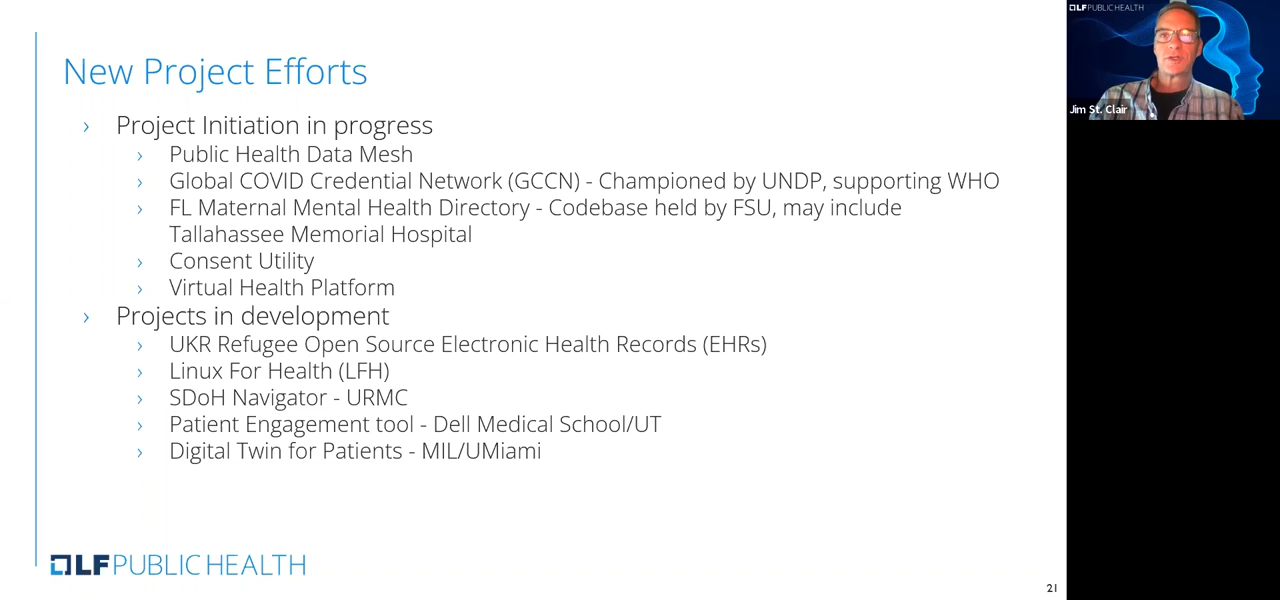 New Project Efforts
› Project Initiation in progress
› Public Health Data Mesh
› Global COVID Credential Network (GCCN) - Championed by UNDP, supporting WHO
› FL Maternal Mental Health Directory - Codebase held by FSU, may include
Tallahassee Memorial Hospital
› Consent Utility
› Virtual Health Platform
› Projects in development
› UKR Refugee Open Source Electronic Health Records (EHRs)
› Linux For Health (LFH)
› SDoH Navigator - URMC
› Patient Engagement tool - Dell Medical School/UT
› Digital Twin for Patients - MIL/UMiami
LF PUBLIC HEALTH
21
LF PUBLIC HEALTH
Jim St. Clair